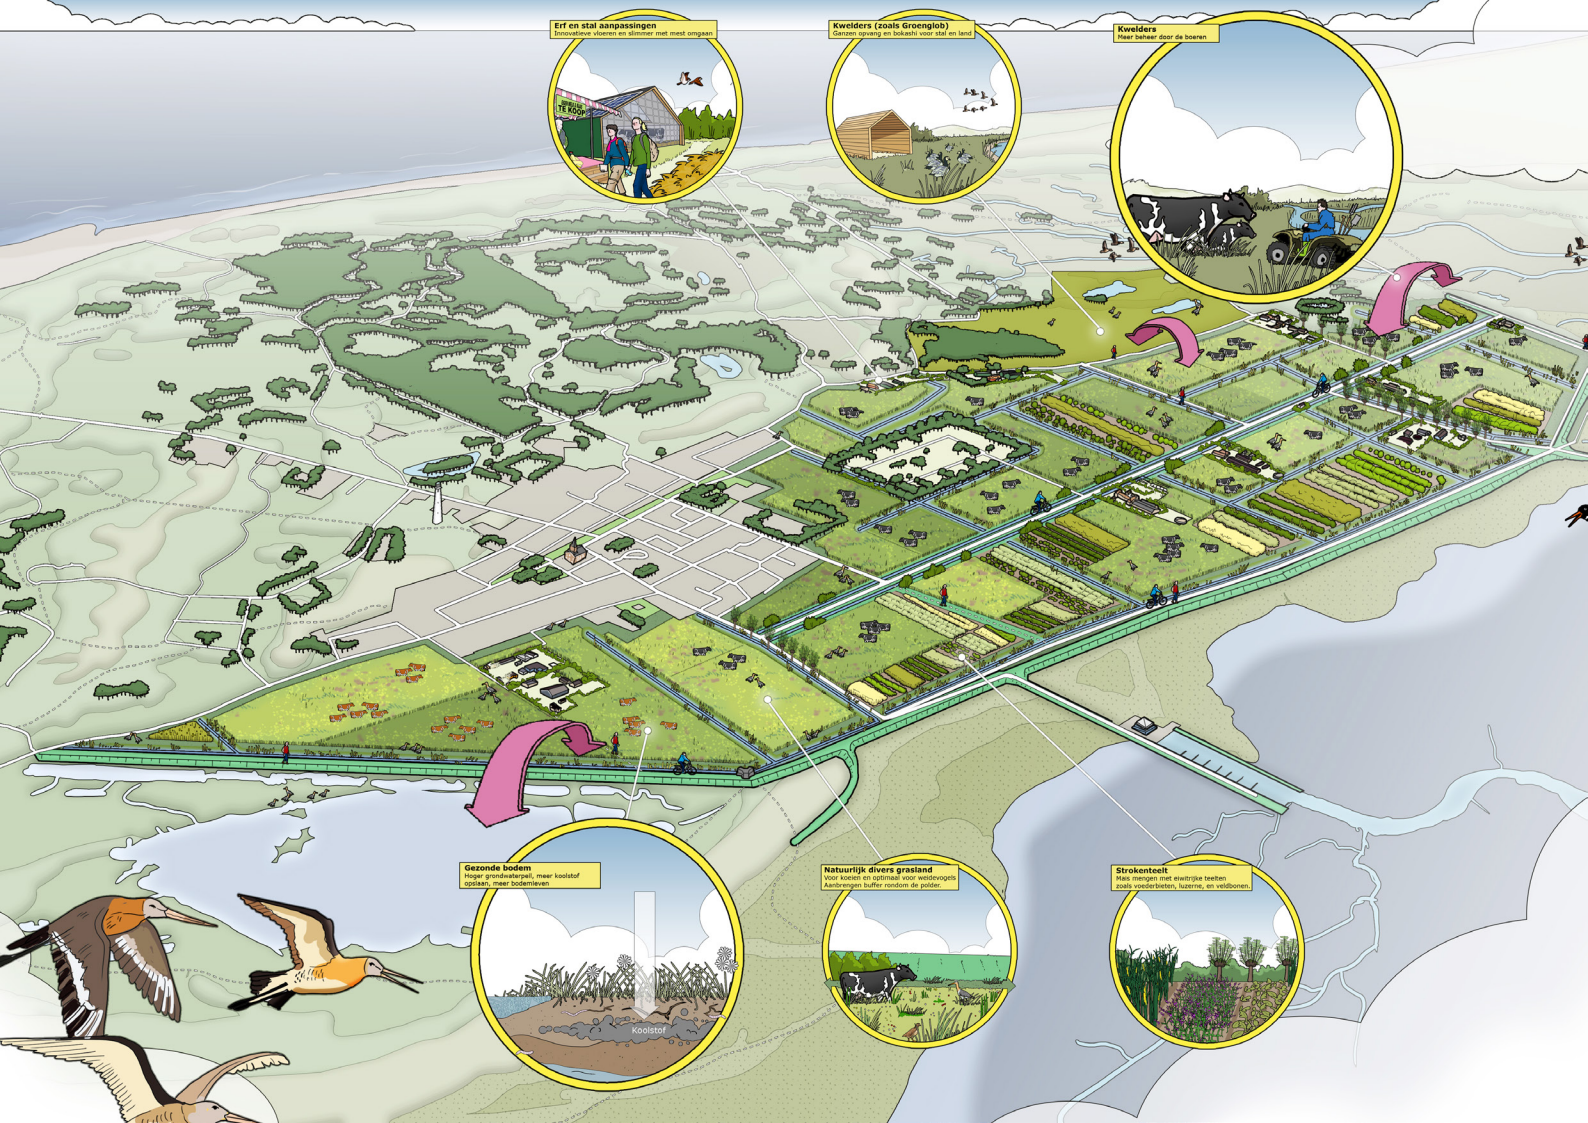 Erf en stal aanpassingen
Innovatieve vloeren en slimmer met mest omgaan
TE KOOP
Kwelders (zoals Groenglob)
Ganzen opvang en bokashi voor stal en land
Kwelders
Meer beheer door de boeren
Gezonde bodem
Hoger grondwaterpeil, meer koolstof
opslaan, meer bodemleven
Koolstof
Natuurlijk divers grasland
Voor koeien en optimaal voor weidevogels
Aanbrengen buffer rondom de polder.
Strokenteelt
Mais mengen met eiwitrijke teelten
zoals voederbieten, luzerne, en veldbonen.